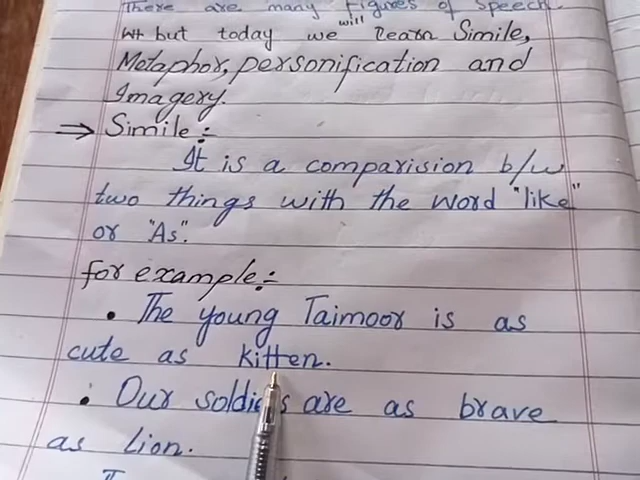 There are many Figures of Speech
but today we will learn Simile,
Metaphor, personification and
Imagery.
⇒ Simile:-
It is a comparision b/w
two things with the word "like"
or "As".
for example:-
• The young Taimoor is as
cute as kitten.
• Our soldiers are as brave
as Lion.